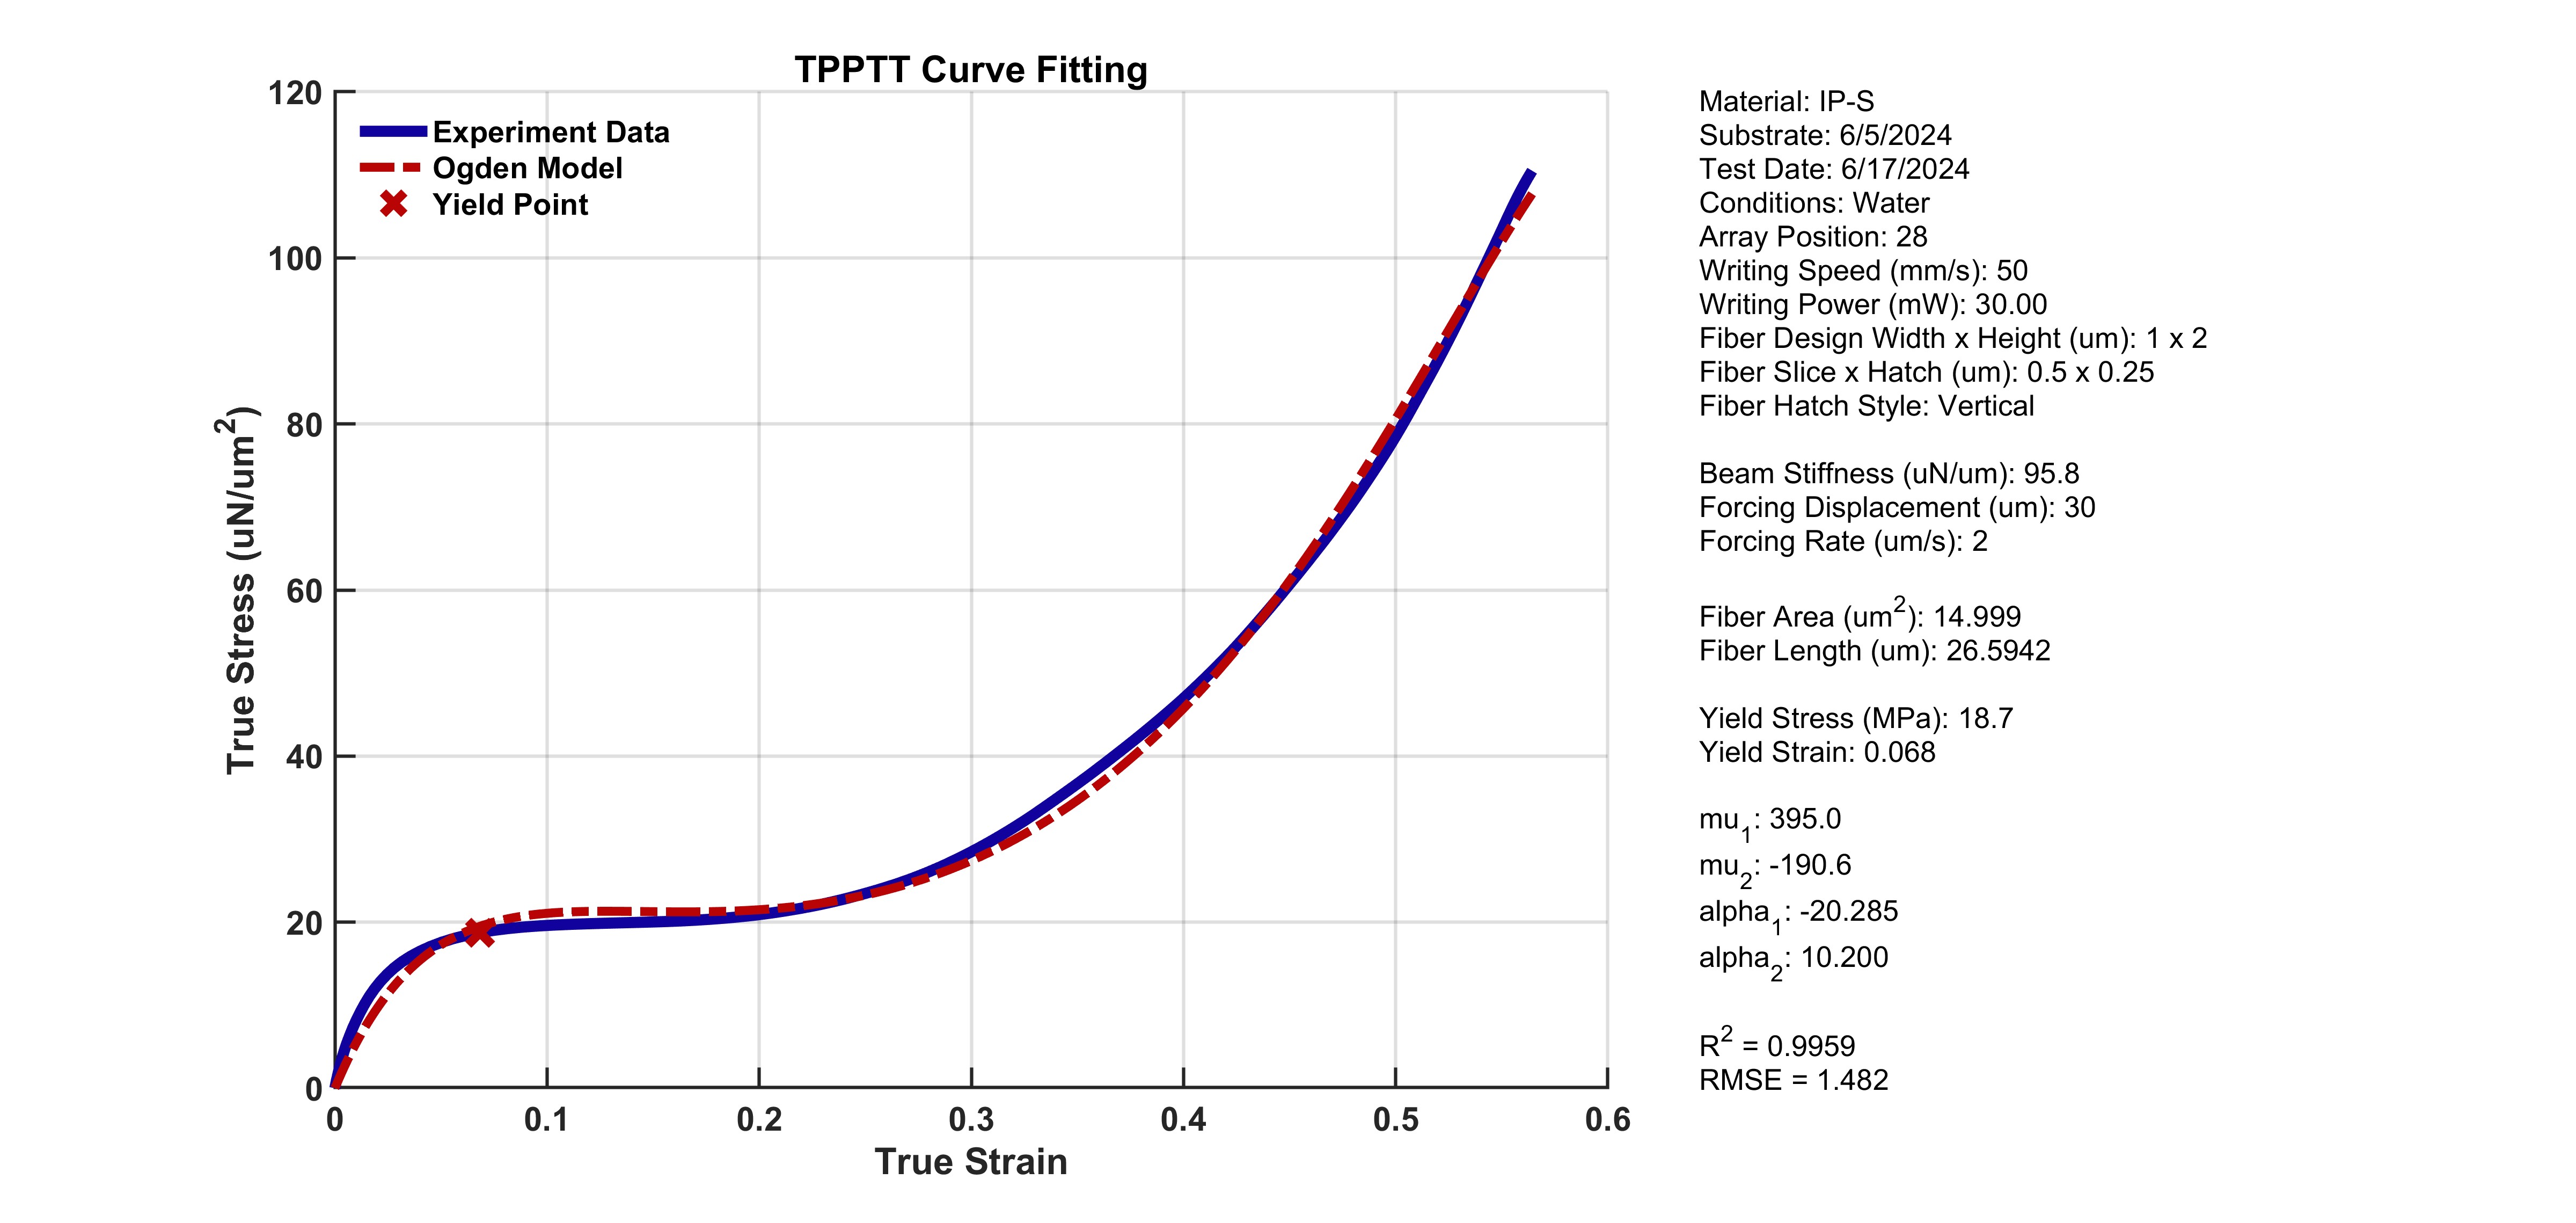 TPPTT Curve Fitting
120
100
80
60
40
20
0
True Stress (uN/um²)
Experiment Data
Ogden Model
Yield Point
0 0.1 0.2 0.3 0.4 0.5 0.6
True Strain
Material: IP-S
Substrate: 6/5/2024
Test Date: 6/17/2024
Conditions: Water
Array Position: 28
Writing Speed (mm/s): 50
Writing Power (mW): 30.00
Fiber Design Width x Height (um): 1 x 2
Fiber Slice x Hatch (um): 0.5 x 0.25
Fiber Hatch Style: Vertical
Beam Stiffness (uN/um): 95.8
Forcing Displacement (um): 30
Forcing Rate (um/s): 2
Fiber Area (um²): 14.999
Fiber Length (um): 26.5942
Yield Stress (MPa): 18.7
Yield Strain: 0.068
mu₁: 395.0
mu₂: -190.6
alpha₁: -20.285
alpha₂: 10.200
R² = 0.9959
RMSE = 1.482